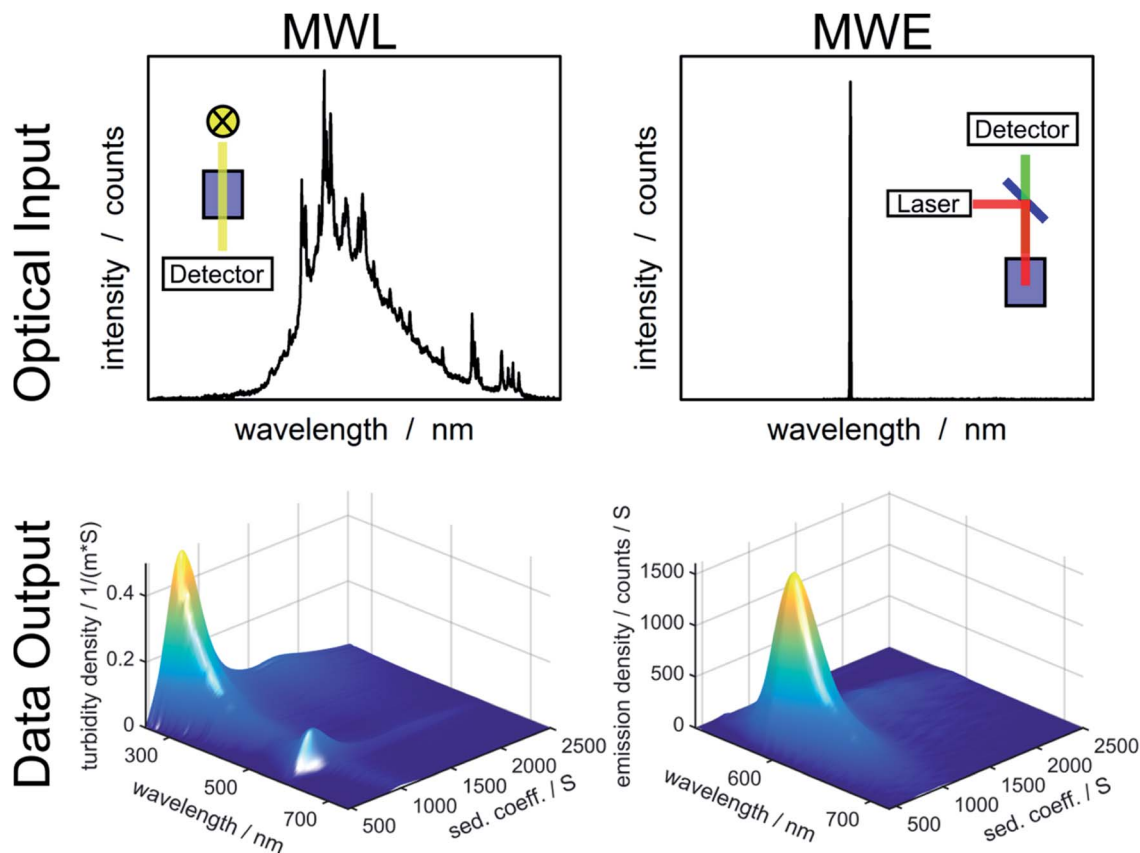 MWL
MWE
Optical Input
intensity / counts
Detector
wavelength / nm
intensity / counts
Detector
Laser
wavelength / nm
Data Output
turbidity density / 1/(m*S)
0.4
0.2
0
300
500
700
wavelength / nm
500
1000
1500
2000
2500
sed. coeff. / S
emission density / counts / S
1500
1000
500
0
600
700
wavelength / nm
500
1000
1500
2000
2500
sed. coeff. / S